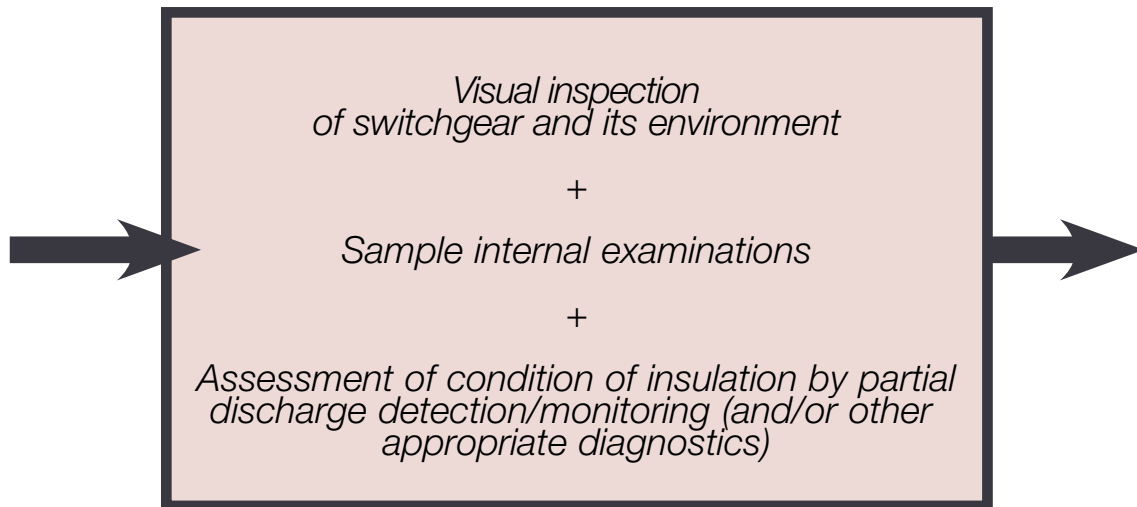 Visual inspection
of switchgear and its environment
+
Sample internal examinations
+
Assessment of condition of insulation by partial
discharge detection/monitoring (and/or other
appropriate diagnostics)